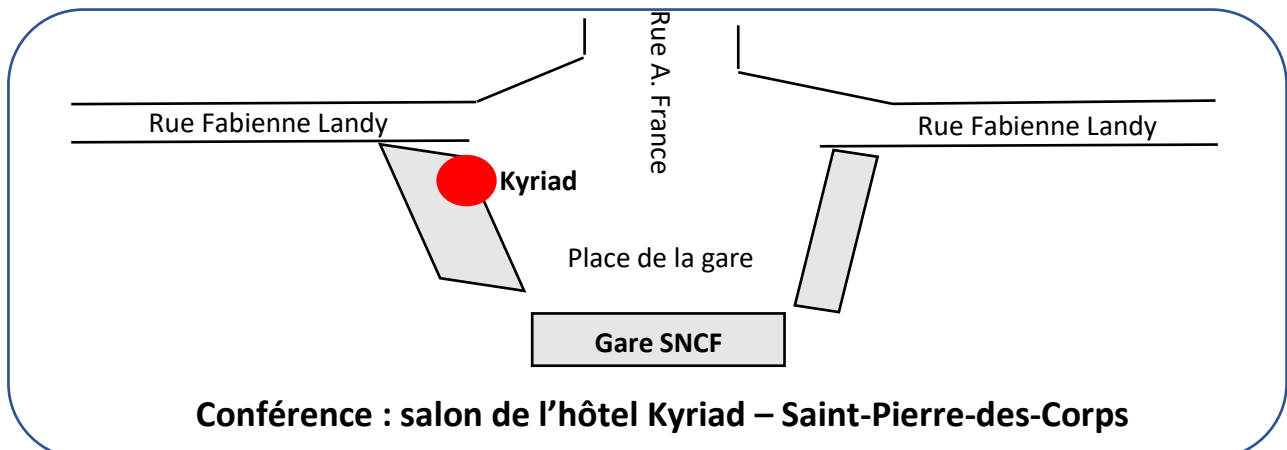 Rue A. France
Rue Fabienne Landy
Rue Fabienne Landy
Kyriad
Place de la gare
Gare SNCF
Conférence : salon de l’hôtel Kyriad – Saint-Pierre-des-Corps